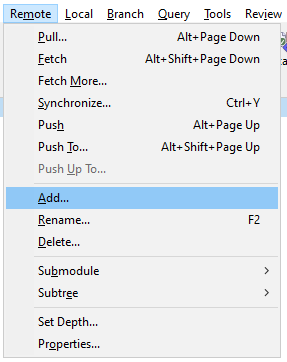 Remote Local Branch Query Tools Review
Pull... Alt+Page Down
Fetch Alt+Shift+Page Down
Fetch More...
Synchronize... Ctrl+Y
Push Alt+Page Up
Push To... Alt+Shift+Page Up
Push Up To...
Add...
Rename... F2
Delete...
Submodule
Subtree
Set Depth...
Properties...